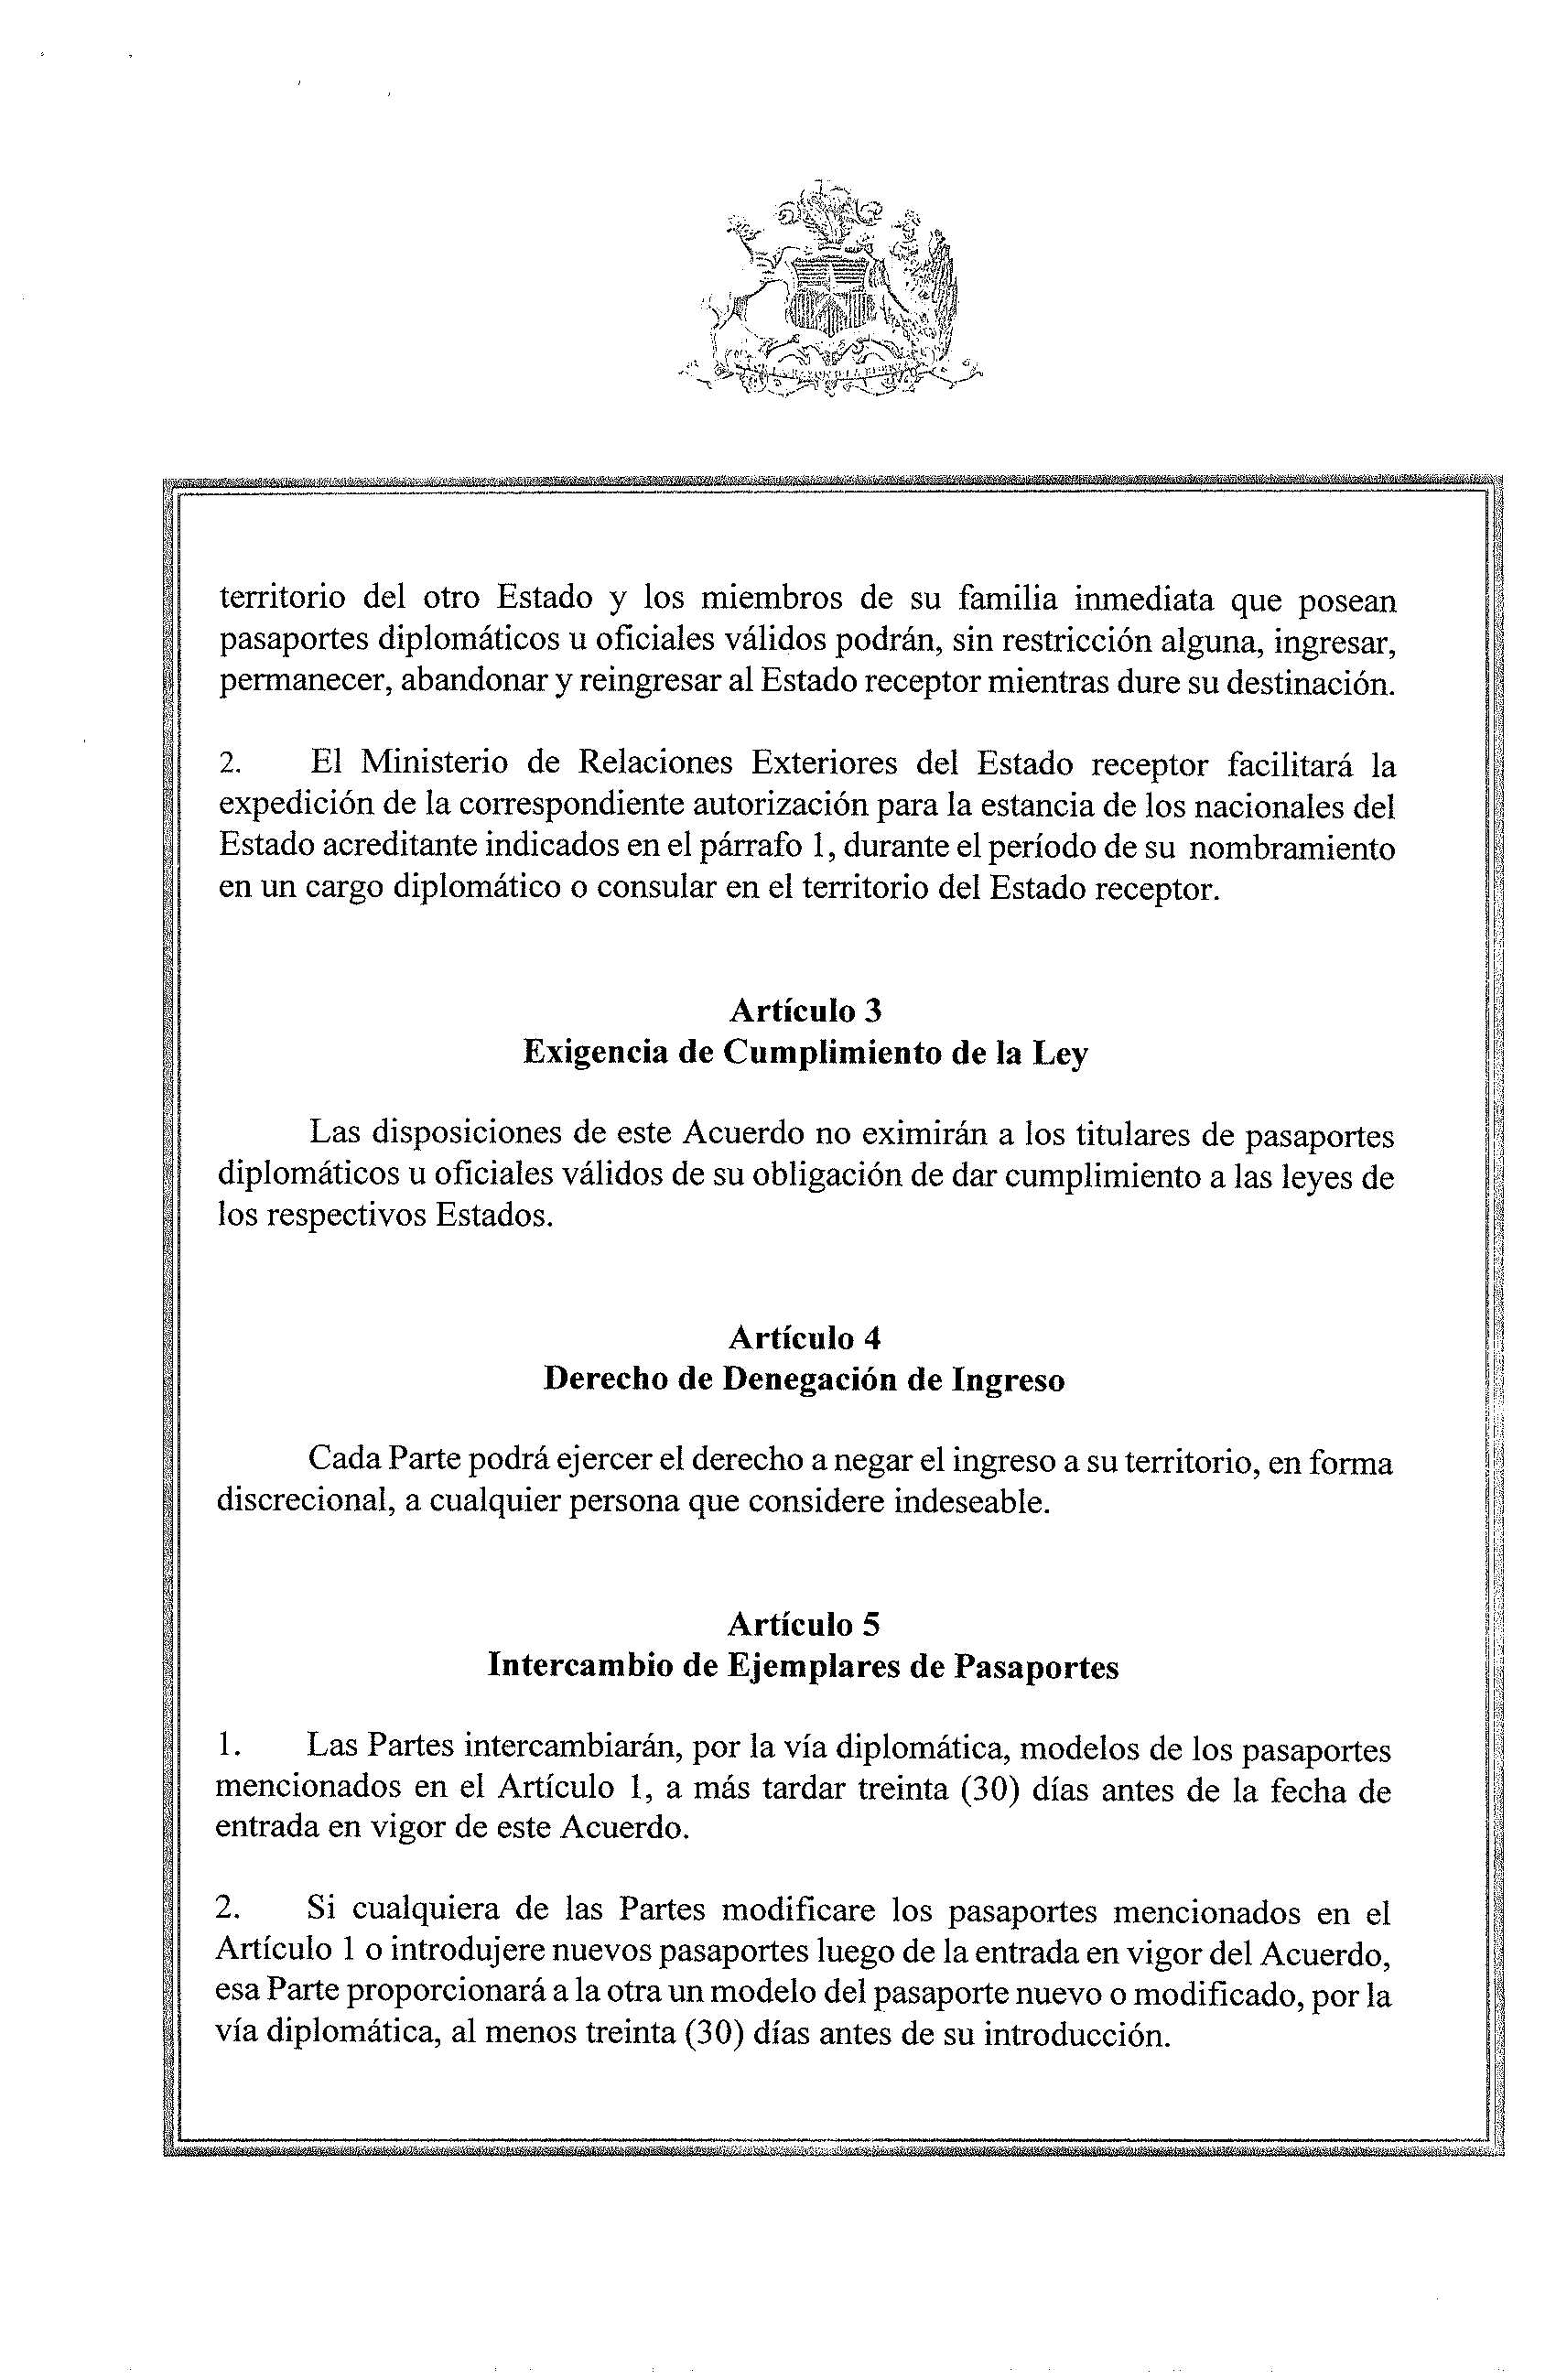 territorio del otro Estado y los miembros de su familia inmediata que posean
pasaportes diplomáticos u oficiales válidos podrán, sin restricción alguna, ingresar,
permanecer, abandonar y reingresar al Estado receptor mientras dure su destinación.
2. El Ministerio de Relaciones Exteriores del Estado receptor facilitará la
expedición de la correspondiente autorización para la estancia de los nacionales del
Estado acreditante indicados en el párrafo 1, durante el período de su nombramiento
en un cargo diplomático o consular en el territorio del Estado receptor.
Artículo 3
Exigencia de Cumplimiento de la Ley
Las disposiciones de este Acuerdo no eximirán a los titulares de pasaportes
diplomáticos u oficiales válidos de su obligación de dar cumplimiento a las leyes de
los respectivos Estados.
Artículo 4
Derecho de Denegación de Ingreso
Cada Parte podrá ejercer el derecho a negar el ingreso a su territorio, en forma
discrecional, a cualquier persona que considere indeseable.
Artículo 5
Intercambio de Ejemplares de Pasaportes
1. Las Partes intercambiarán, por la vía diplomática, modelos de los pasaportes
mencionados en el Artículo 1, a más tardar treinta (30) días antes de la fecha de
entrada en vigor de este Acuerdo.
2. Si cualquiera de las Partes modificare los pasaportes mencionados en el
Artículo 1 o introdujere nuevos pasaportes luego de la entrada en vigor del Acuerdo,
esa Parte proporcionará a la otra un modelo del pasaporte nuevo o modificado, por la
vía diplomática, al menos treinta (30) días antes de su introducción.